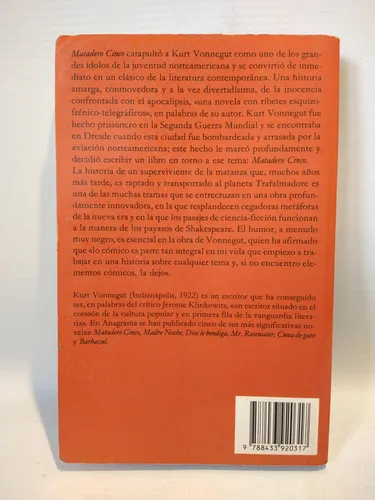 Matadero Cinco catapultó a Kurt Vonnegut como uno de los gran-
des ídolos de la juventud norteamericana y se convirtió de inme-
diato en un clásico de la literatura contemporánea. Una historia
amarga, conmovedora y a la vez divertidísima, de la inocencia
confrontada con el apocalipsis, «una novela con ribetes esquizo-
frénico-telegráficos», en palabras de su autor. Kurt Vonnegut fue
hecho prisionero en la Segunda Guerra Mundial y se encontraba
en Dresde cuando esta ciudad fue bombardeada y arrasada por la
aviación norteamericana; este hecho le marcó profundamente y
decidió escribir un libro en torno a ese tema: Matadero Cinco.
La historia de un superviviente de la matanza que, muchos años
más tarde, es raptado y transportado al planeta Trafalmadore es
una de las muchas tramas que se entrecruzan en una obra profun-
damente innovadora, en la que resplandecen cegadoras metáforas
de la nueva era y en la que los pasajes de ciencia-ficción funcionan
a la manera de los payasos de Shakespeare. El humor, a menudo
muy negro, es esencial en la obra de Vonnegut, quien ha afirmado
que «lo cómico es parte tan integral en mi vida que empiezo a tra-
bajar en una historia sobre cualquier tema y, si no encuentro ele-
mentos cómicos, la dejo».
Kurt Vonnegut (Indianápolis, 1922) es un escritor que ha conseguido
ser, en palabras del crítico Jerome Klinkowitz, «un escritor situado en el
corazón de la cultura popular y en primera fila de la vanguardia litera-
ria». En Anagrama se han publicado cinco de sus más significativas no-
velas: Matadero Cinco, Madre Noche, Dios le bendiga, Mr. Rosewater, Cuna de gato
y Barbazul.
9 788433 920317